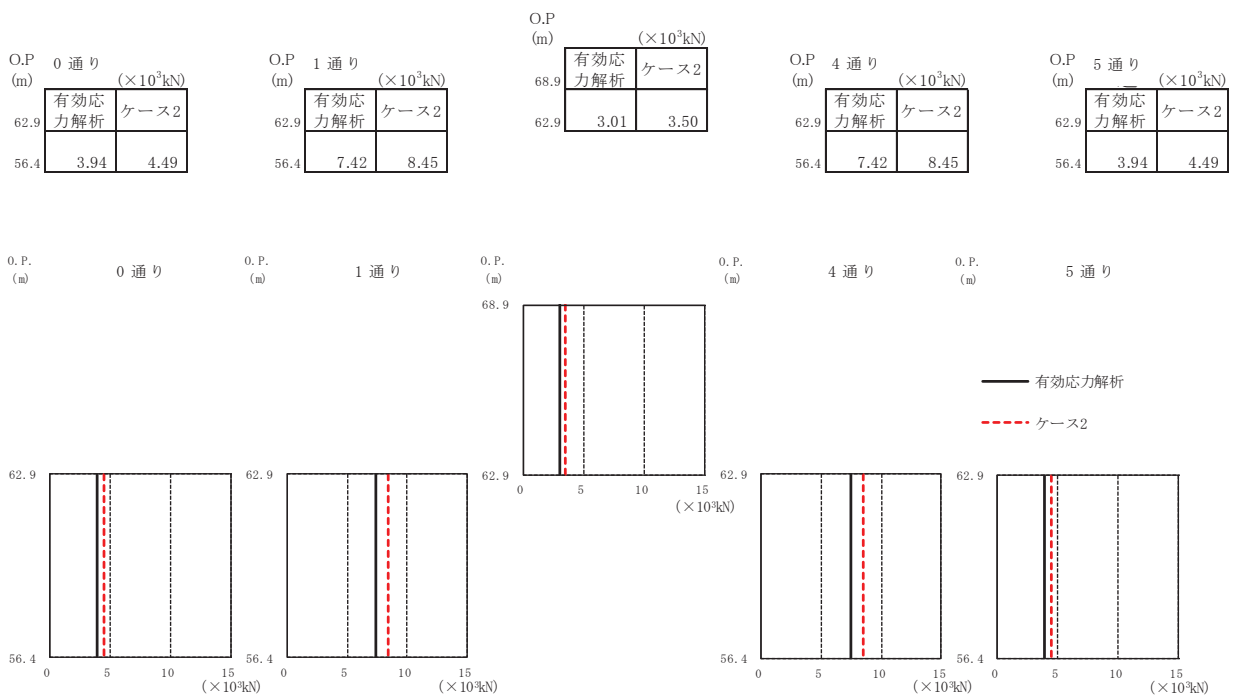 O.P
(m)
(×10³kN)
有効応
力解析
ケース2
68.9
62.9
3.01
3.50
O.P
(m)
0 通り
(×10³kN)
有効応
力解析
ケース2
62.9
56.4
3.94
4.49
O.P
(m)
1 通り
(×10³kN)
有効応
力解析
ケース2
62.9
56.4
7.42
8.45
O.P
(m)
4 通り
(×10³kN)
有効応
力解析
ケース2
62.9
56.4
7.42
8.45
O.P
(m)
5 通り
(×10³kN)
有効応
力解析
ケース2
62.9
56.4
3.94
4.49
O.P.
(m)
0 通り
62.9
56.4
0 5 10 15
(×10³kN)
O.P.
(m)
1 通り
62.9
56.4
0 5 10 15
(×10³kN)
O.P.
(m)
68.9
62.9
0 5 10 15
(×10³kN)
O.P.
(m)
4 通り
62.9
56.4
0 5 10 15
(×10³kN)
O.P.
(m)
5 通り
有効応力解析
ケース2
62.9
56.4
0 5 10 15
(×10³kN)